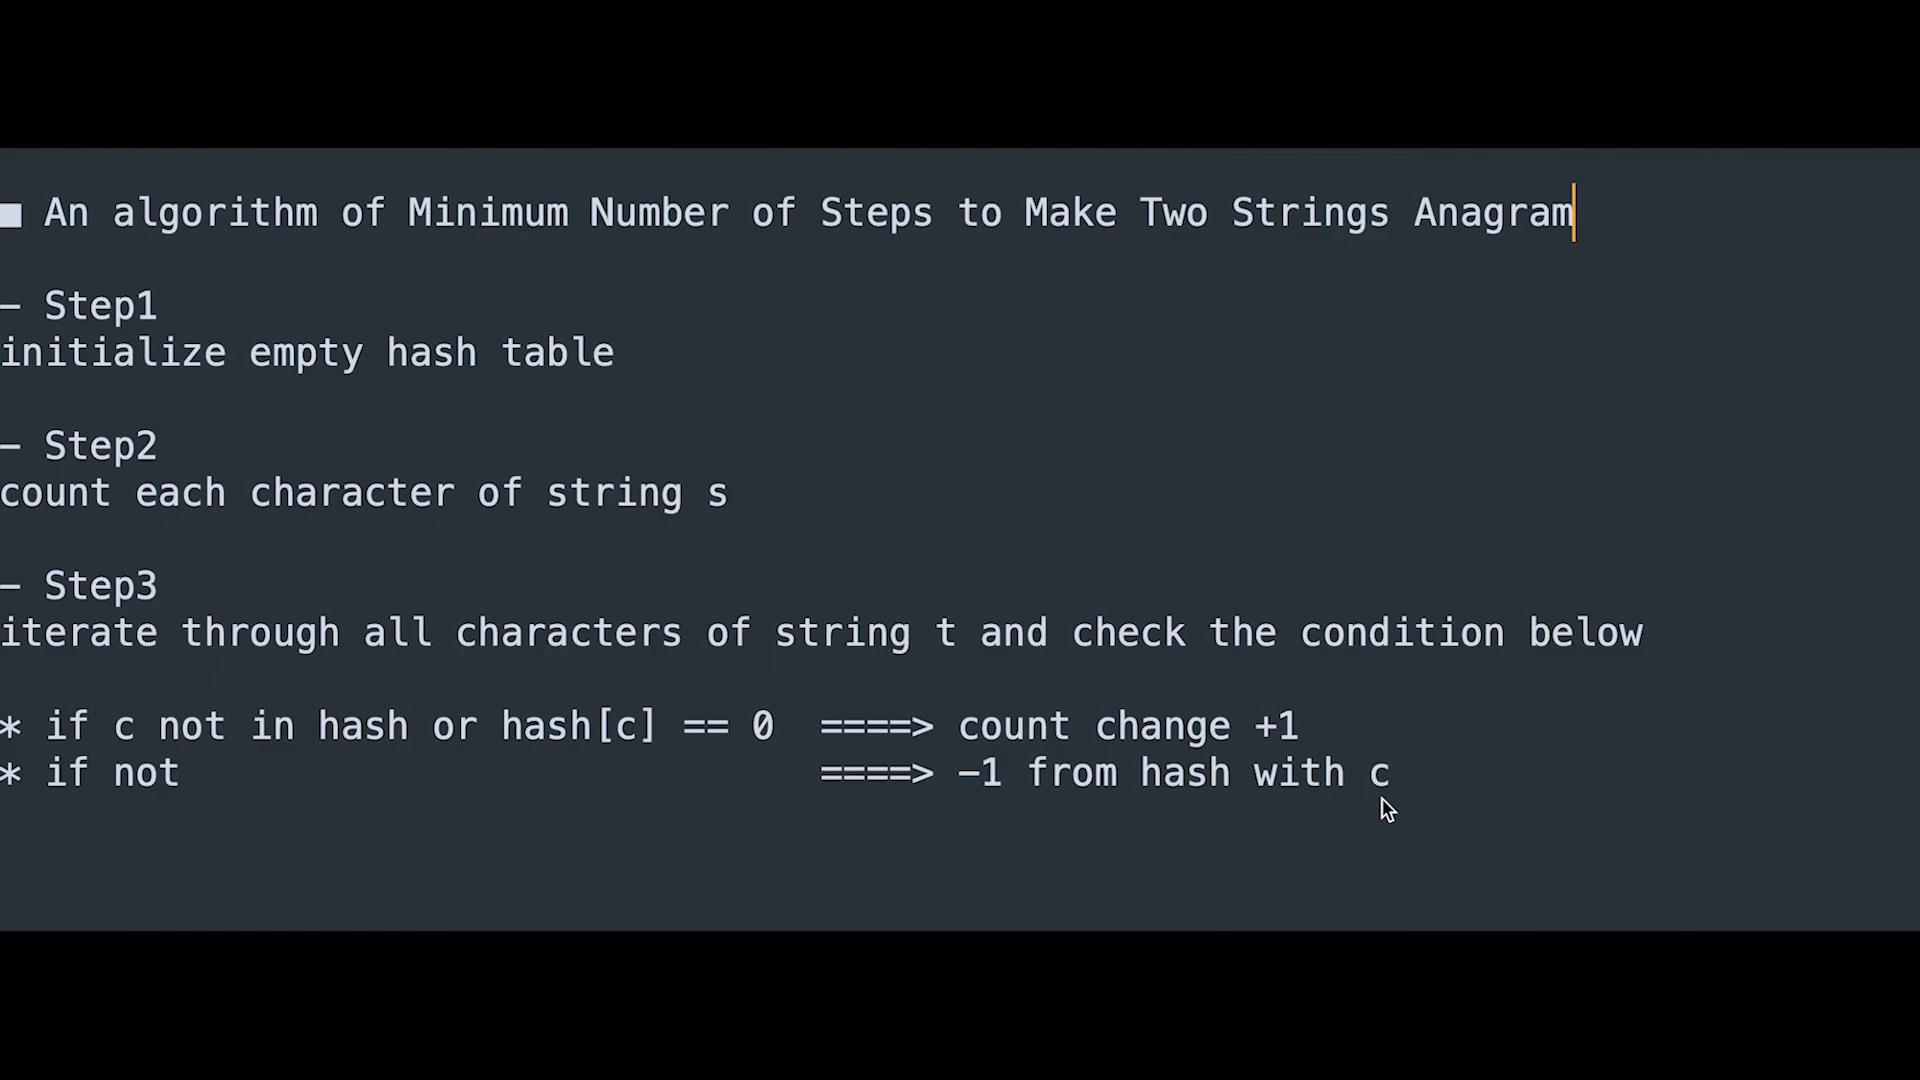 ■ An algorithm of Minimum Number of Steps to Make Two Strings Anagram
- Step1
initialize empty hash table
- Step2
count each character of string s
- Step3
iterate through all characters of string t and check the condition below
* if c not in hash or hash[c] == 0 ====> count change +1
* if not ====> -1 from hash with c